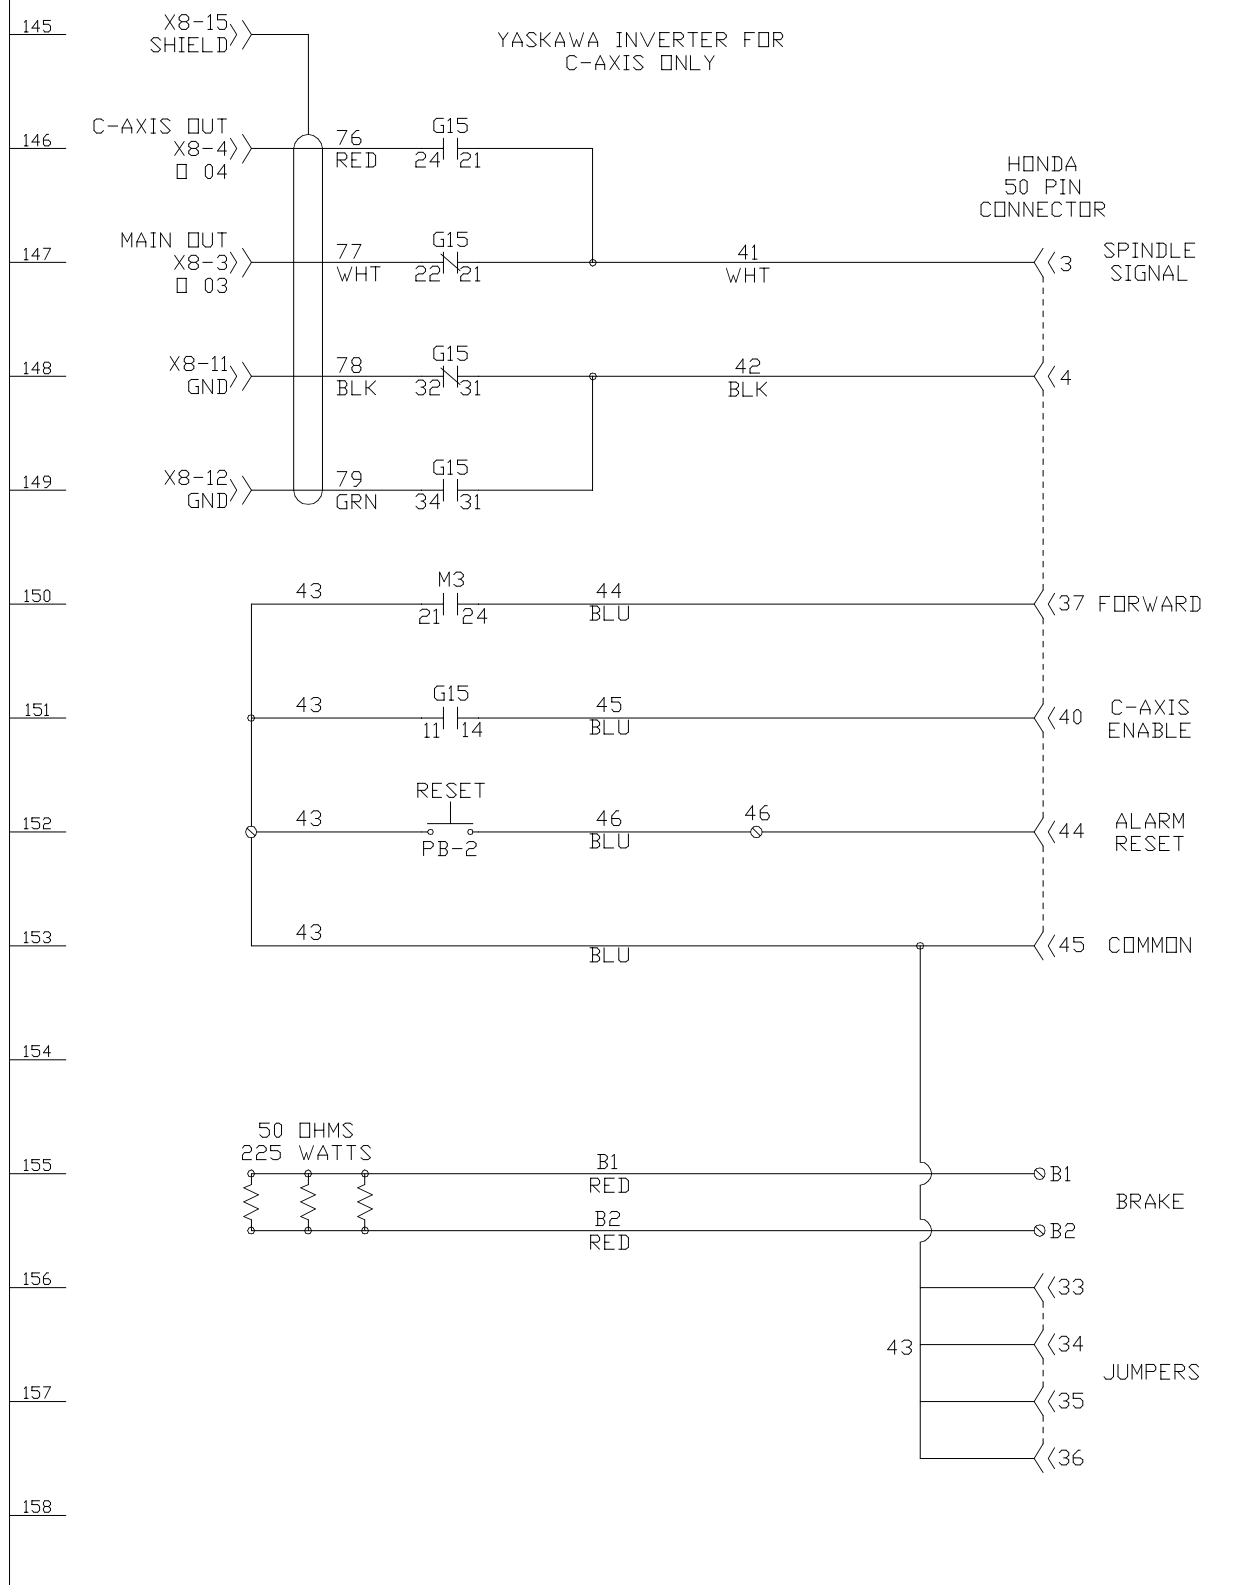 145
X8-15
SHIELD
YASKAWA INVERTER FOR
C-AXIS ONLY
146
C-AXIS OUT
X8-4
O 04
76
RED
G15
24 21
HONDA
50 PIN
CONNECTOR
147
MAIN OUT
X8-3
O 03
77
WHT
G15
22 21
41
WHT
3
SPINDLE
SIGNAL
148
X8-11
GND
78
BLK
G15
32 31
42
BLK
4
149
X8-12
GND
79
GRN
G15
34 31
150
43
M3
21 24
44
BLU
37 FORWARD
151
43
G15
11 14
45
BLU
40
C-AXIS
ENABLE
152
43
RESET
PB-2
46
BLU
46
44
ALARM
RESET
153
43
BLU
45 COMMON
154
50 OHMS
225 WATTS
155
B1
RED
B1
BRAKE
B2
RED
B2
156
33
43
34
JUMPERS
157
35
36
158